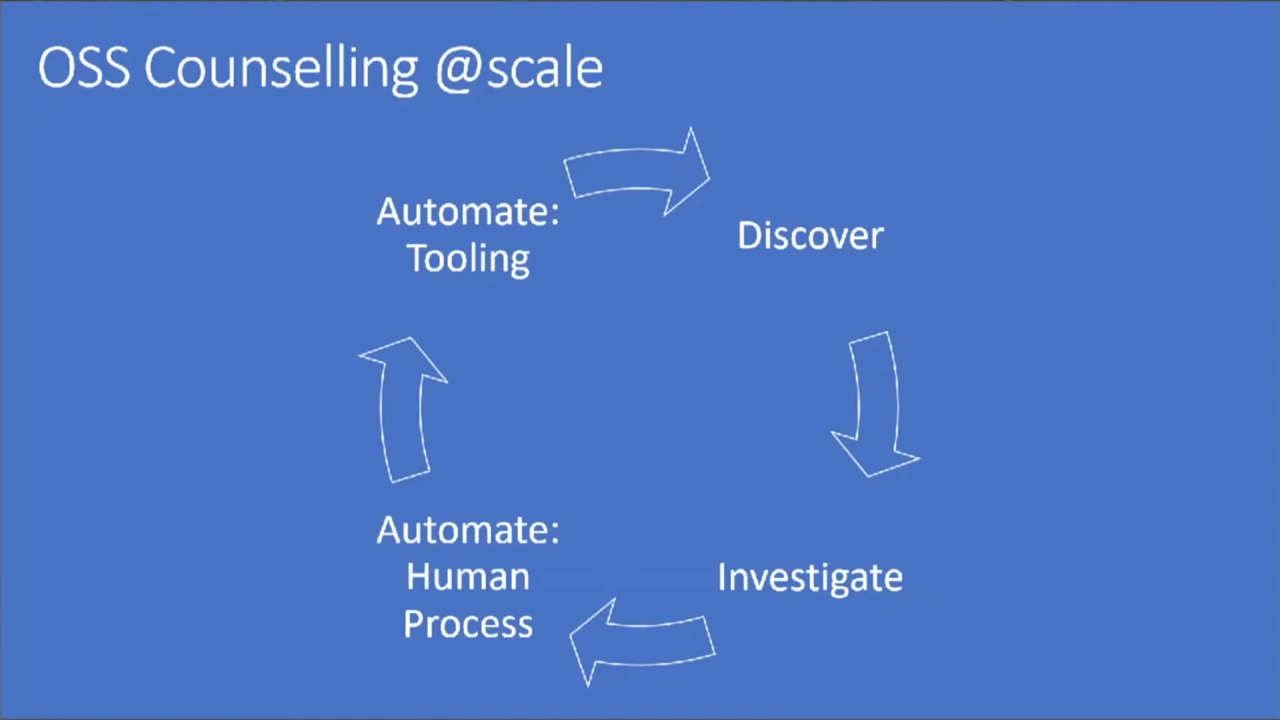 OSS Counselling @scale
Automate:
Tooling
Discover
Automate:
Human
Process
Investigate